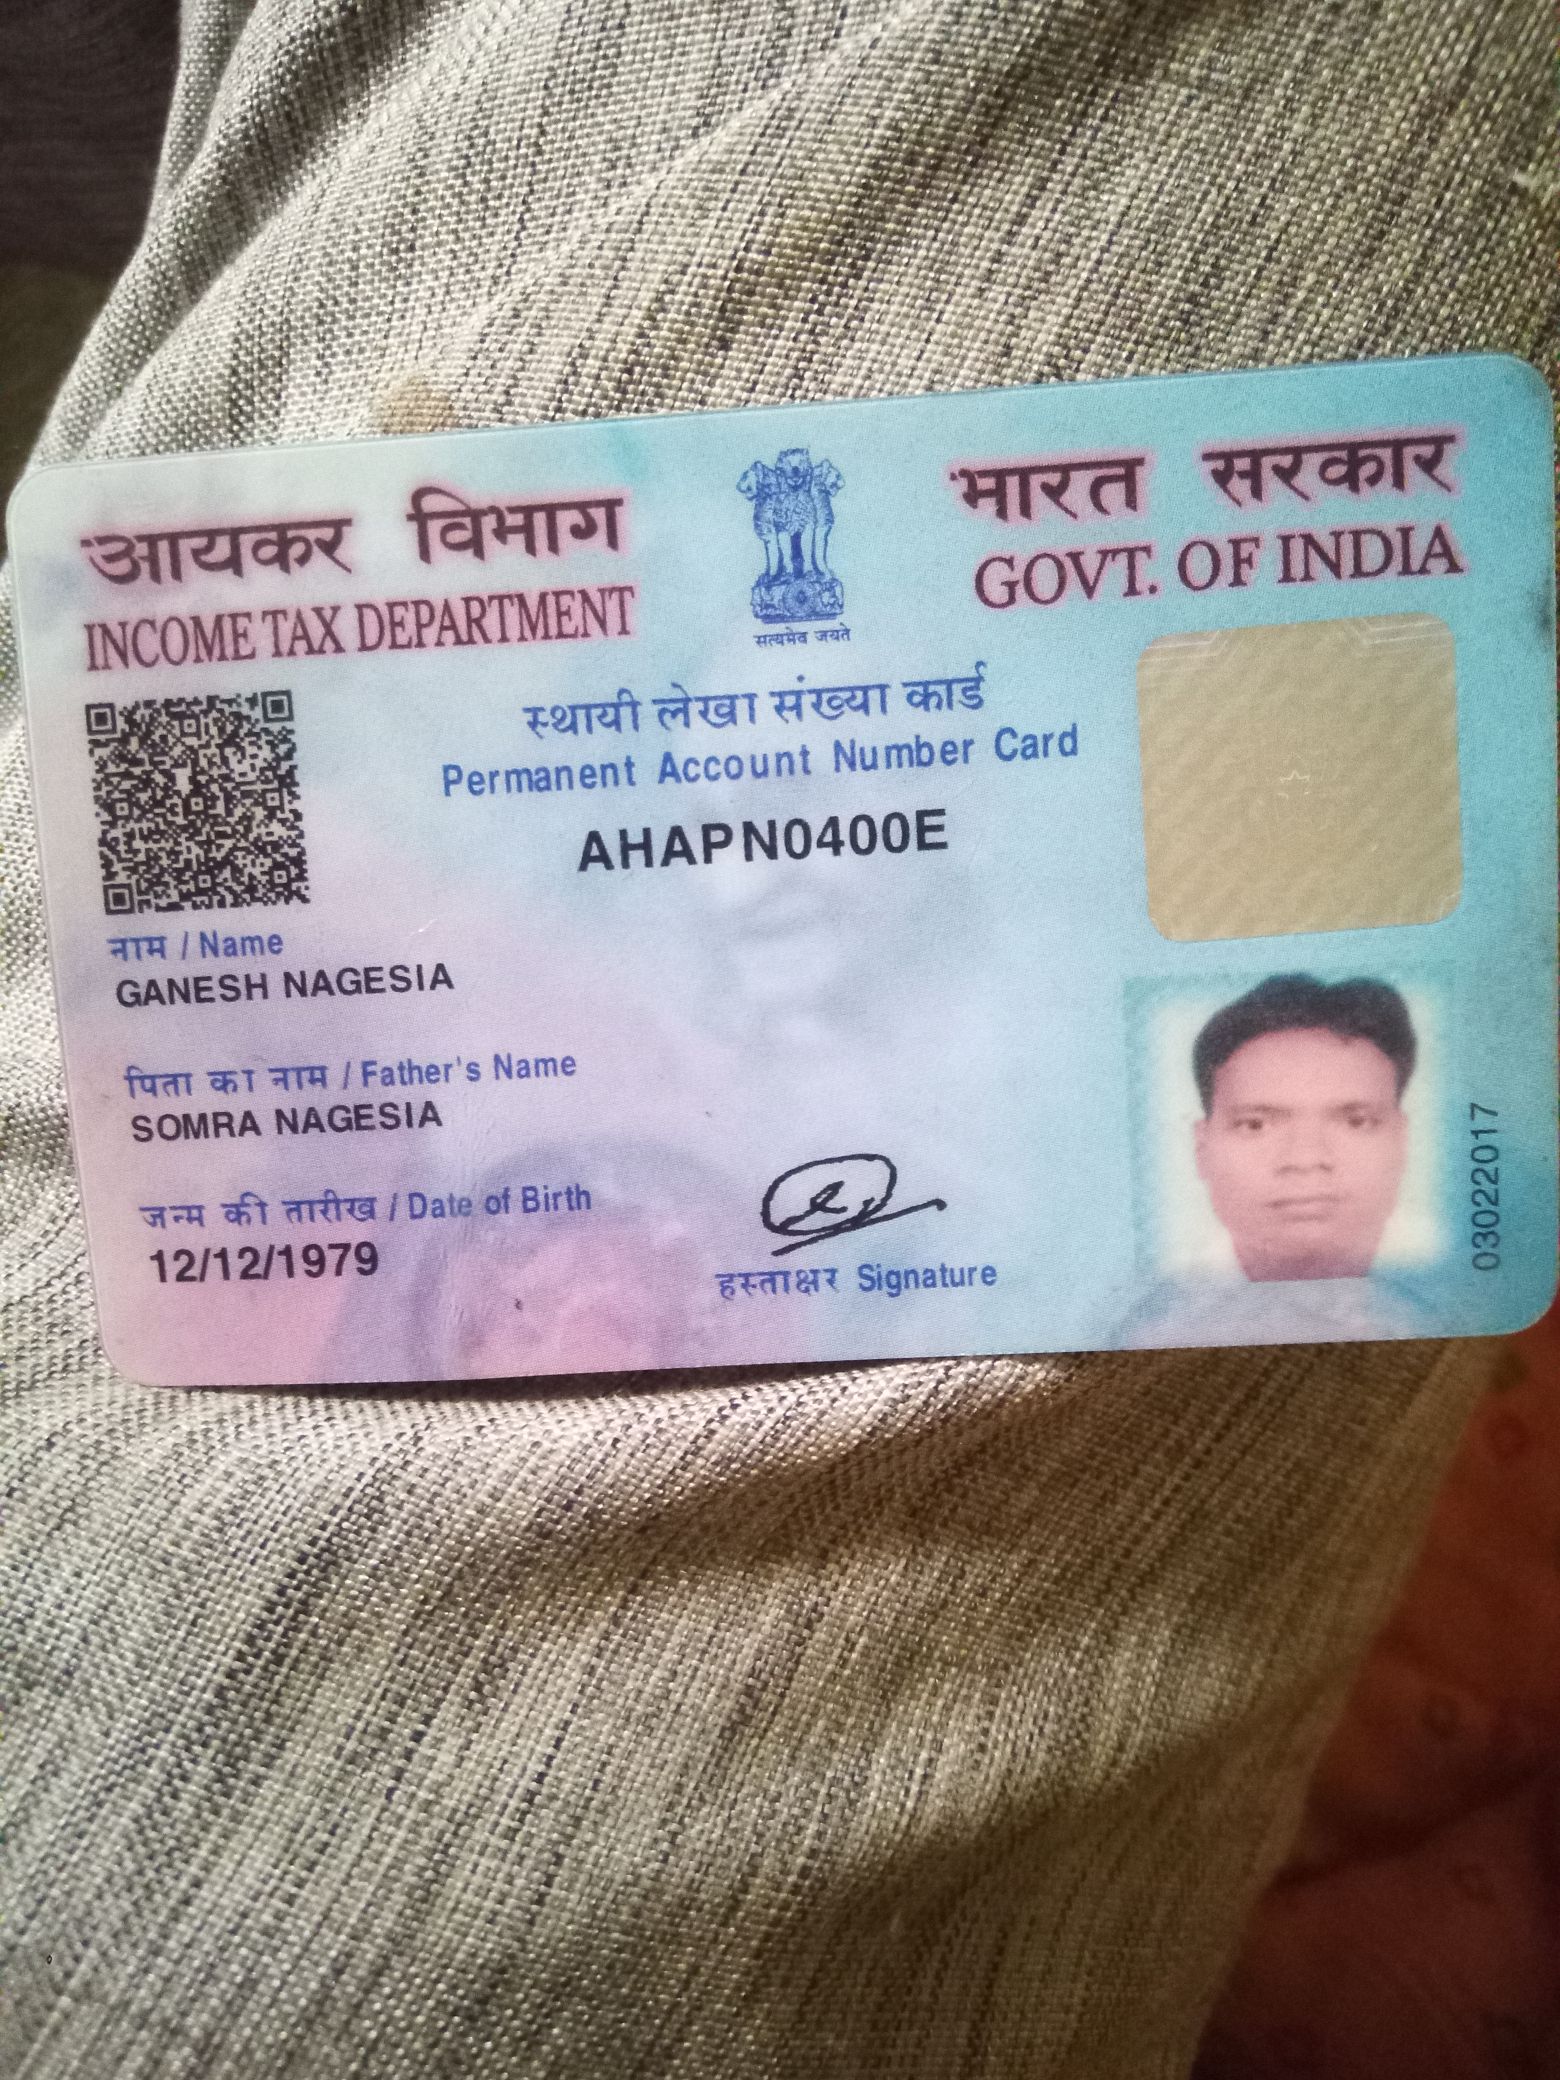 आयकर विभाग
INCOME TAX DEPARTMENT
सत्यमेव जयते
भारत सरकार
GOVT. OF INDIA
स्थायी लेखा संख्या कार्ड
Permanent Account Number Card
AHAPN0400E
नाम / Name
GANESH NAGESIA
पिता का नाम / Father's Name
SOMRA NAGESIA
जन्म की तारीख / Date of Birth
12/12/1979
हस्ताक्षर Signature
03022017